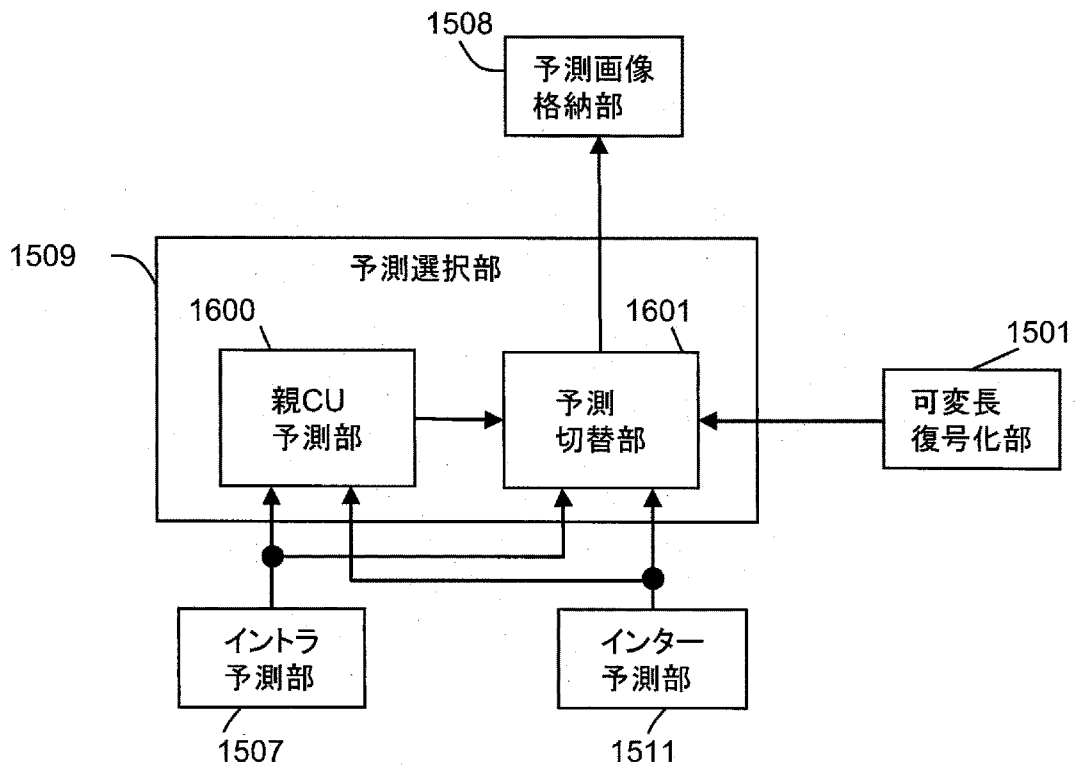 1508
予測画像
格納部
1509
予測選択部
1600
1601
1501
親CU
予測部
予測
切替部
可変長
復号化部
イントラ
予測部
インター
予測部
1507
1511